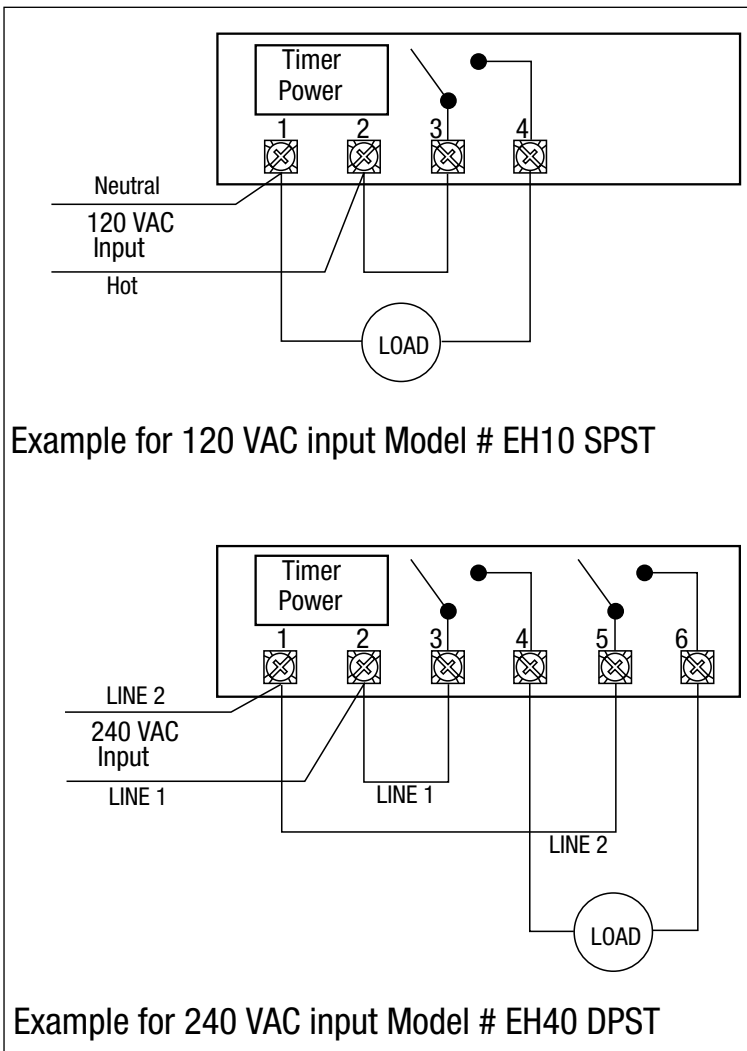 Timer
Power
1 2 3 4
Neutral
120 VAC
Input
Hot
LOAD
Example for 120 VAC input Model # EH10 SPST
Timer
Power
1 2 3 4 5 6
LINE 2
240 VAC
Input
LINE 1
LINE 1
LINE 2
LOAD
Example for 240 VAC input Model # EH40 DPST